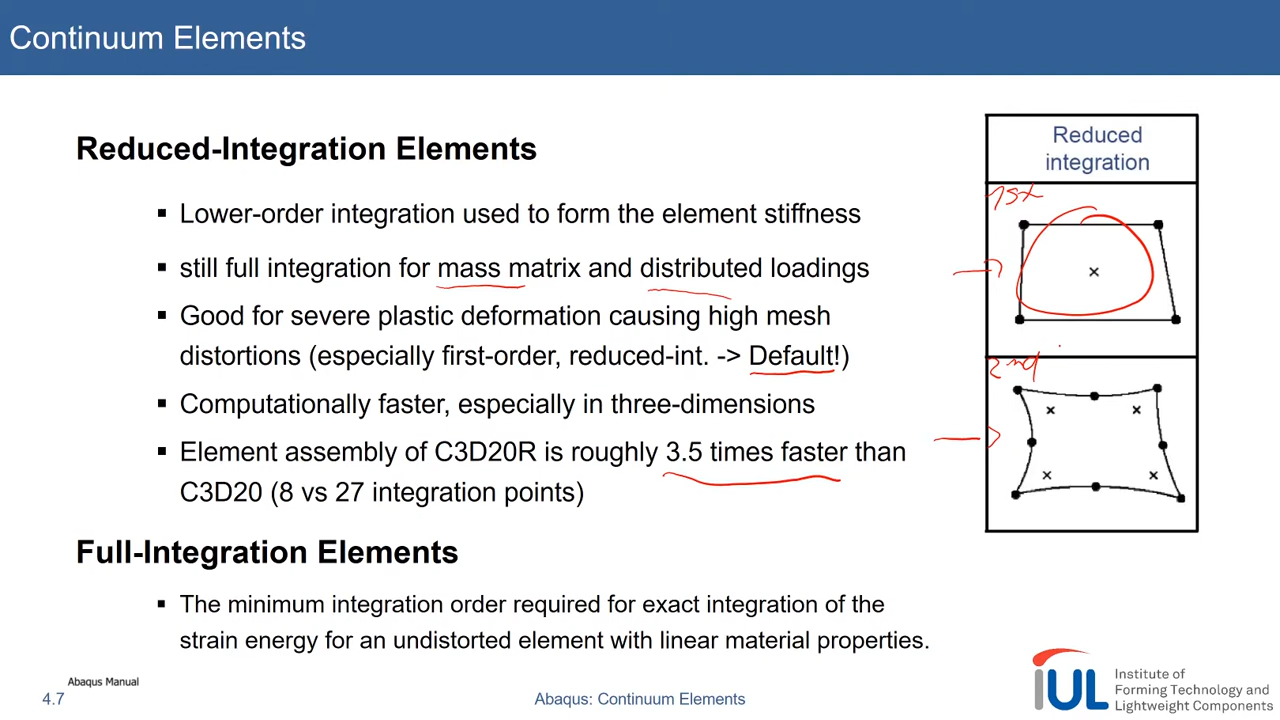 Continuum Elements
Reduced-Integration Elements
▪ Lower-order integration used to form the element stiffness
▪ still full integration for mass matrix and distributed loadings
▪ Good for severe plastic deformation causing high mesh
distortions (especially first-order, reduced-int. -> Default!)
▪ Computationally faster, especially in three-dimensions
▪ Element assembly of C3D20R is roughly 3.5 times faster than
C3D20 (8 vs 27 integration points)
Full-Integration Elements
▪ The minimum integration order required for exact integration of the
strain energy for an undistorted element with linear material properties.
Reduced
integration
1st
2nd
Abaqus Manual
4.7
Abaqus: Continuum Elements
IUL
Institute of
Forming Technology and
Lightweight Components